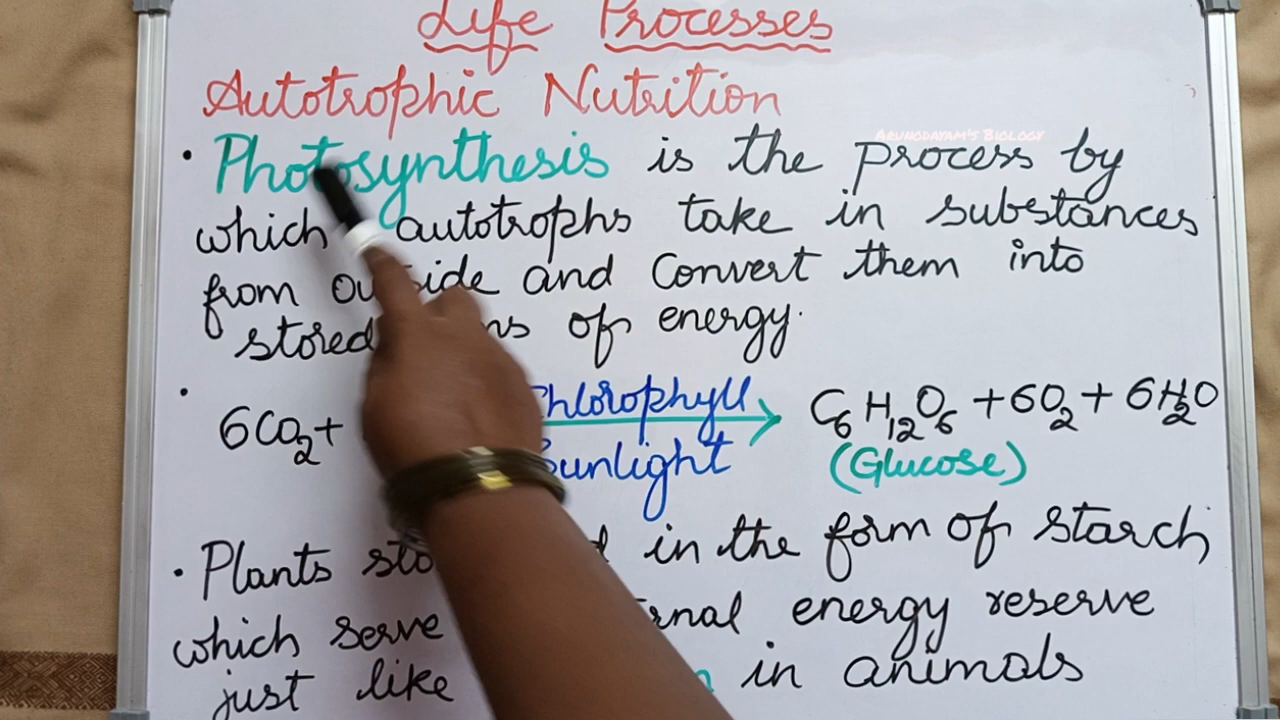 Life Processes
Autotrophic Nutrition
ARUNODAYAM'S BIOLOGY
• Photosynthesis is the process by
which autotrophs take in substances
from outside and Convert them into
stored of energy.
• 6CO2+ Chlorophyll C6H12O6 +6O2+ 6H2O
Sunlight (Glucose)
• Plants in the form of starch,
which serve energy reserve
just like in animals